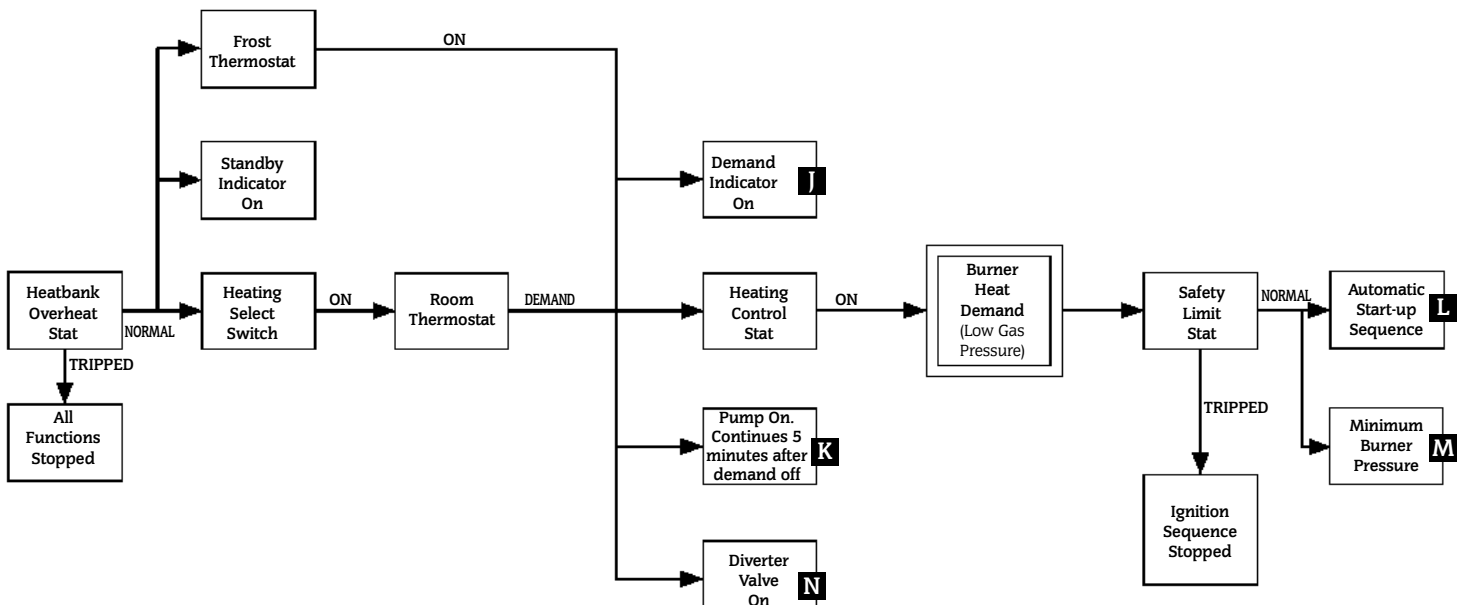 Frost
Thermostat
ON
Standby
Indicator
On
Demand
Indicator
On
J
Heatbank
Overheat
Stat
NORMAL
TRIPPED
All
Functions
Stopped
Heating
Select
Switch
ON
Room
Thermostat
DEMAND
Heating
Control
Stat
ON
Burner
Heat
Demand
(Low Gas
Pressure)
Safety
Limit
Stat
NORMAL
Automatic
Start-up
Sequence
L
TRIPPED
Pump On.
Continues 5
minutes after
demand off
K
Minimum
Burner
Pressure
M
Ignition
Sequence
Stopped
Diverter
Valve
On
N